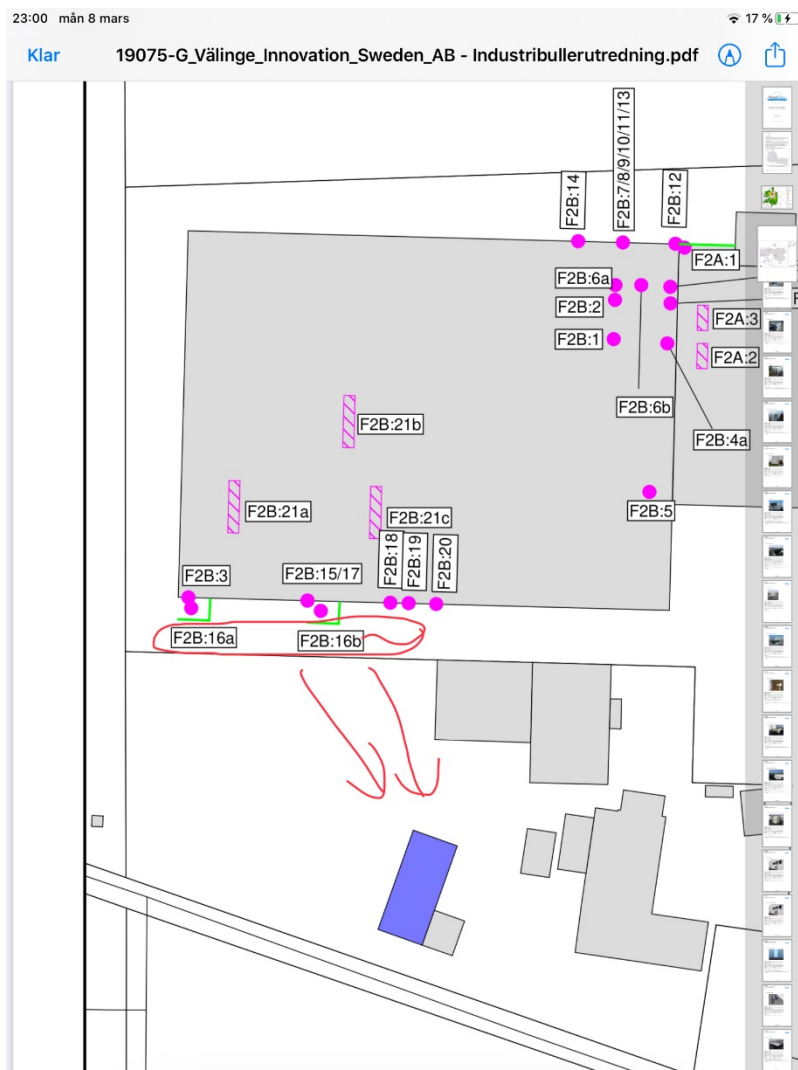 23:00 mån 8 mars
17 %
Klar
19075-G_Välinge_Innovation_Sweden_AB - Industribullerutredning.pdf
F2B:14
F2B:7/8/9/10/11/13
F2B:12
F2A:1
F2B:6a
F2B:2
F2A:3
F2B:1
F2A:2
F2B:6b
F2B:21b
F2B:4a
F2B:21a
F2B:21c
F2B:5
F2B:18
F2B:19
F2B:20
F2B:3
F2B:15/17
F2B:16a
F2B:16b